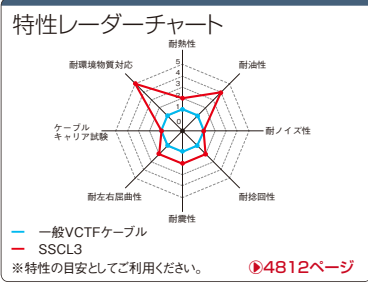 特性レーダーチャート
耐熱性
耐環境物質対応
耐油性
5
4
3
2
1
0
ケーブル
キャリア試験
耐ノイズ性
耐左右屈曲性
耐捻回性
耐震性
一般VCTFケーブル
SSCL3
※特性の目安としてご利用ください。
4812ページ